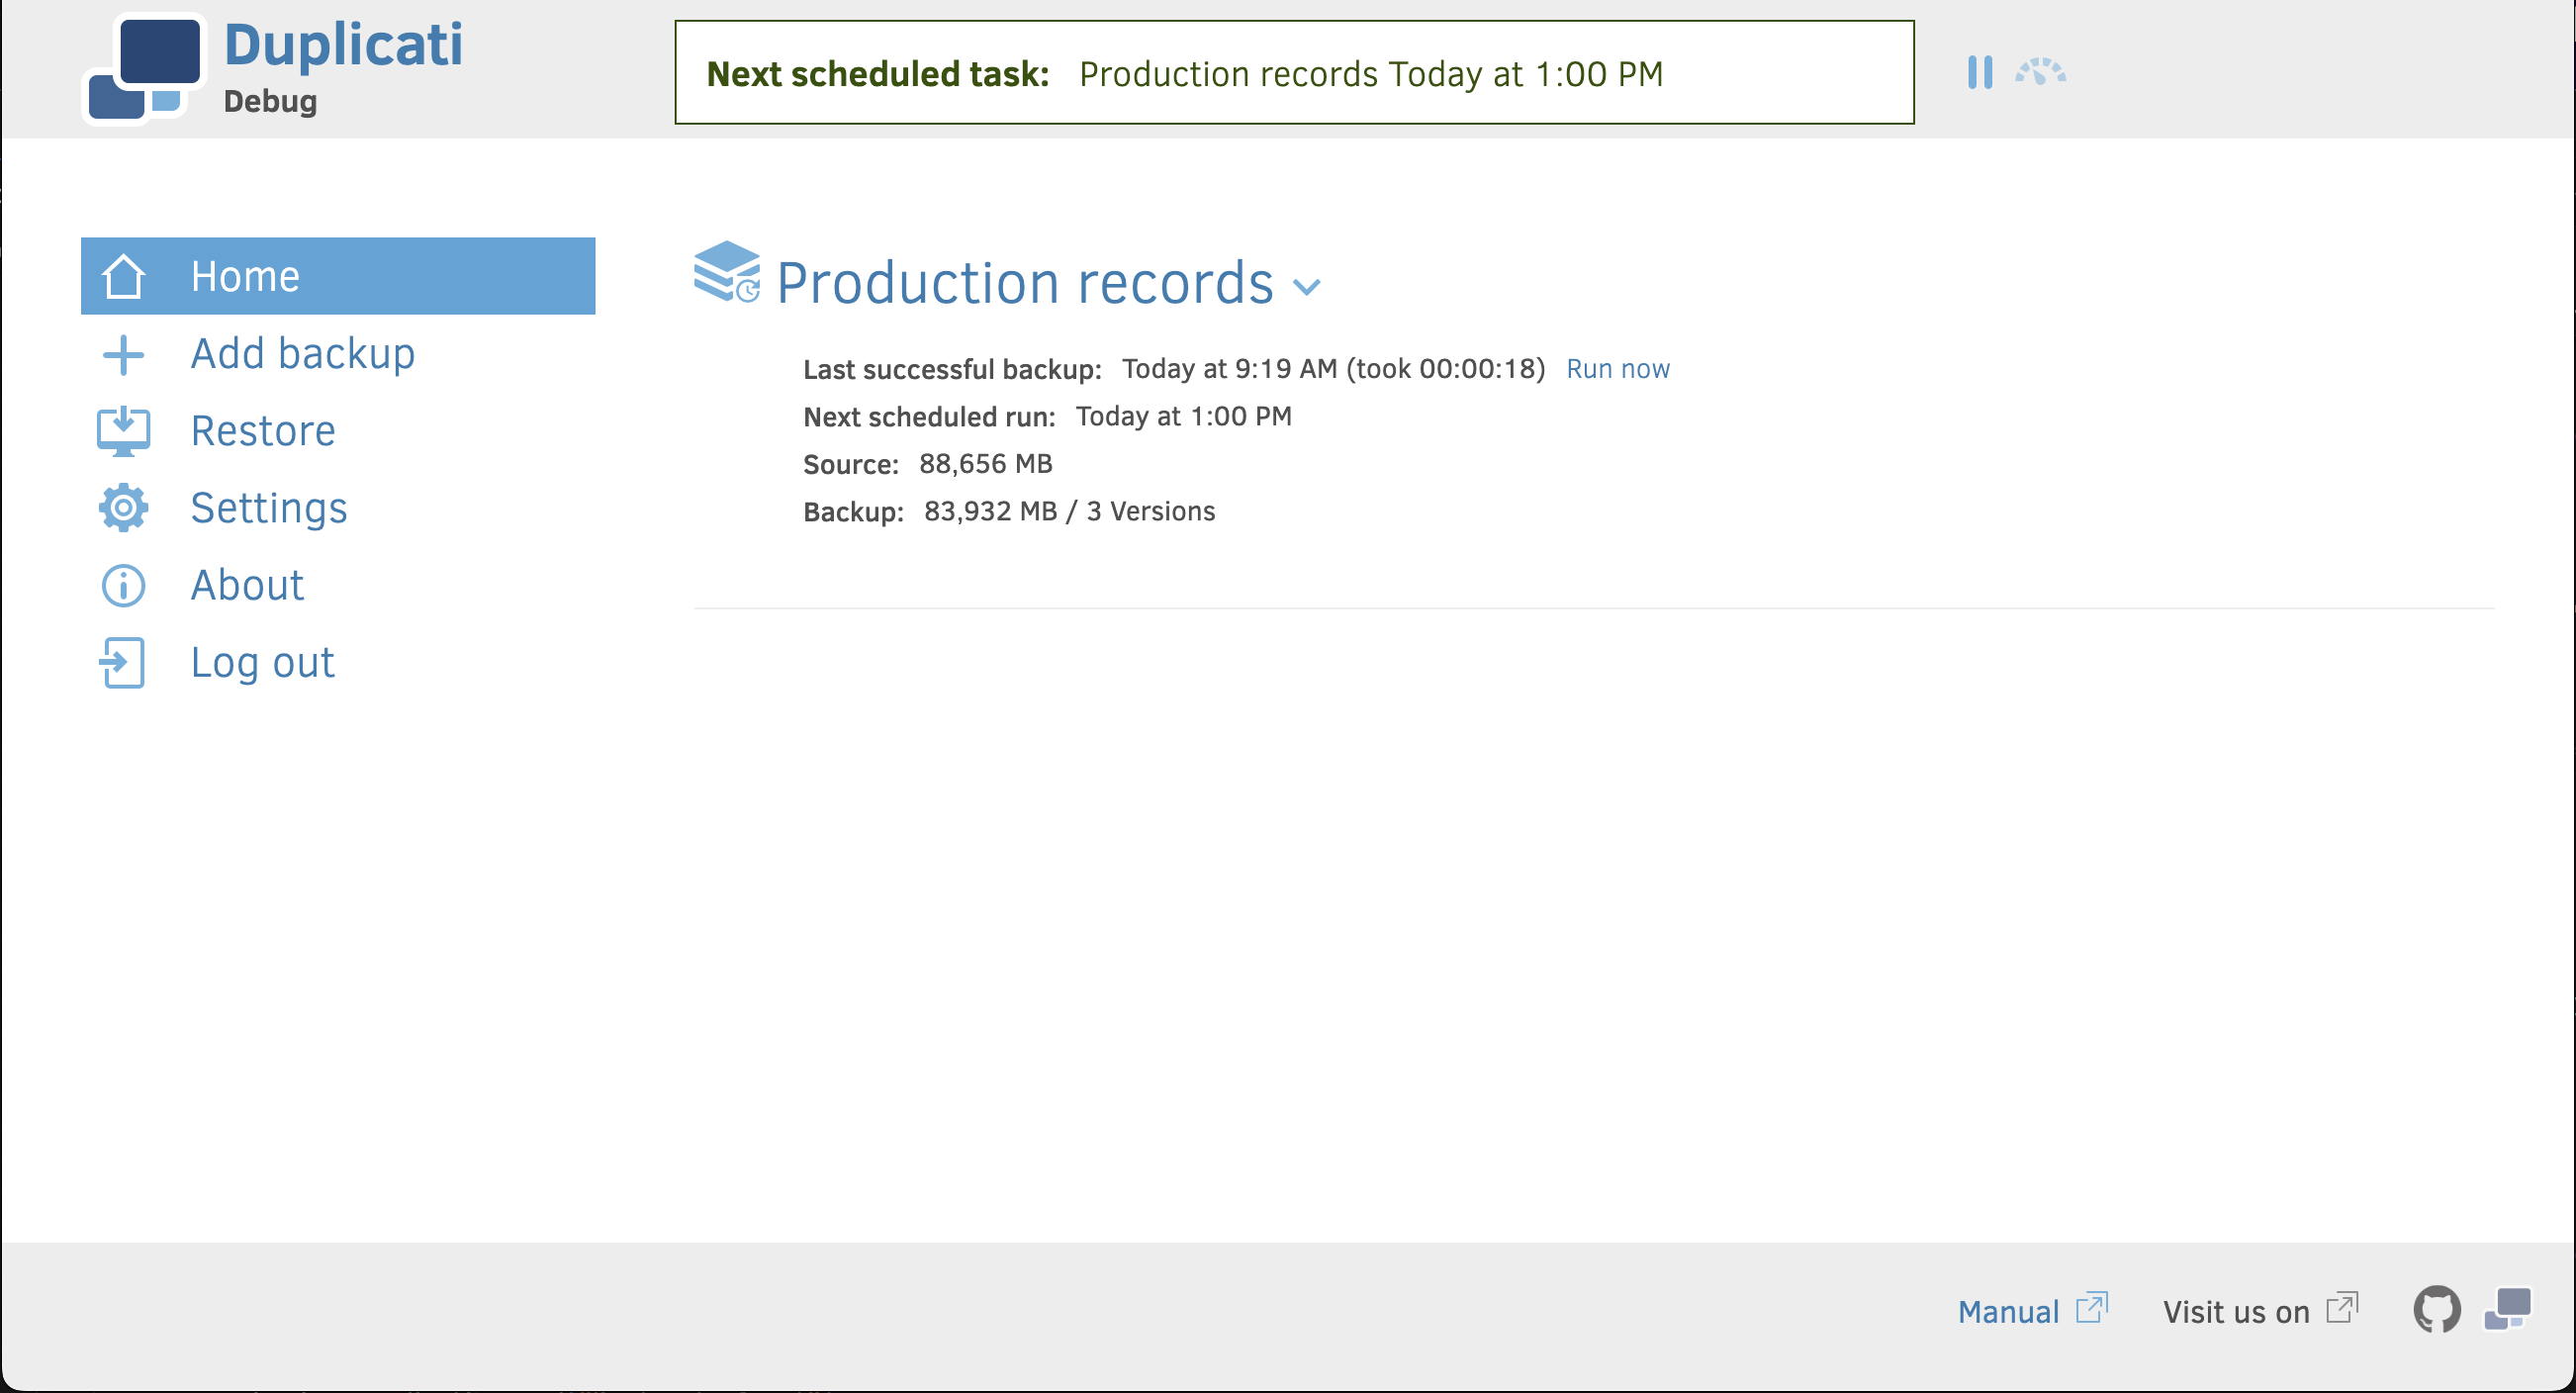 Duplicati
Debug
Next scheduled task: Production records Today at 1:00 PM
Home
Add backup
Restore
Settings
About
Log out
Production records
Last successful backup: Today at 9:19 AM (took 00:00:18) Run now
Next scheduled run: Today at 1:00 PM
Source: 88,656 MB
Backup: 83,932 MB / 3 Versions
Manual
Visit us on